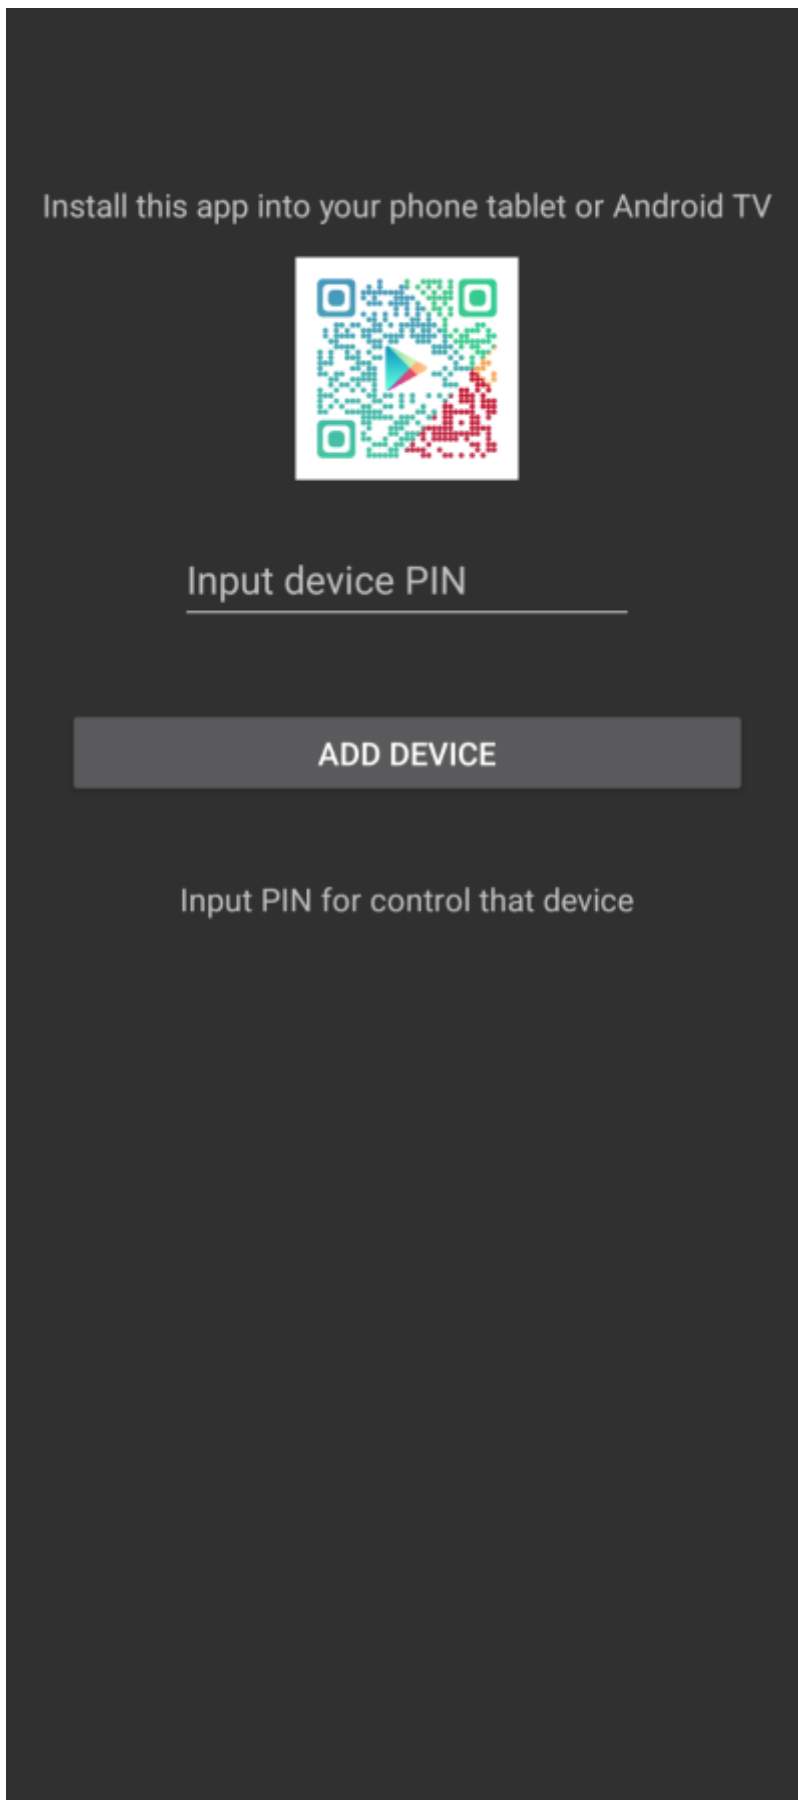 Install this app into your phone tablet or Android TV
Input device PIN
ADD DEVICE
Input PIN for control that device